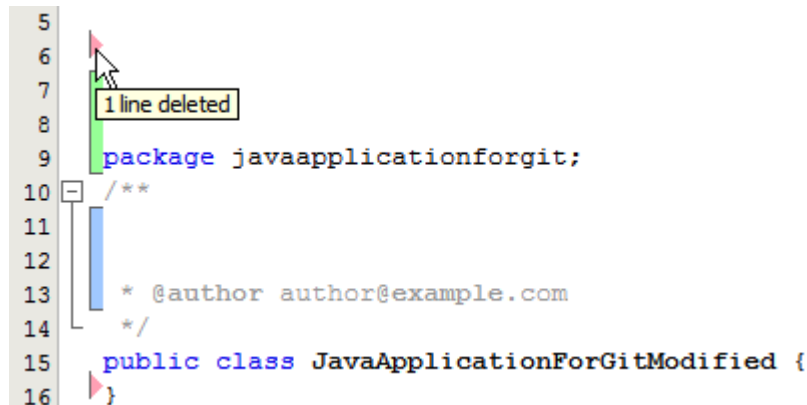 5
6
7
1 line deleted
8
9 package javaapplicationforgit;
10 /**
11
12
13 * @author author@example.com
14 */
15 public class JavaApplicationForGitModified {
16 }